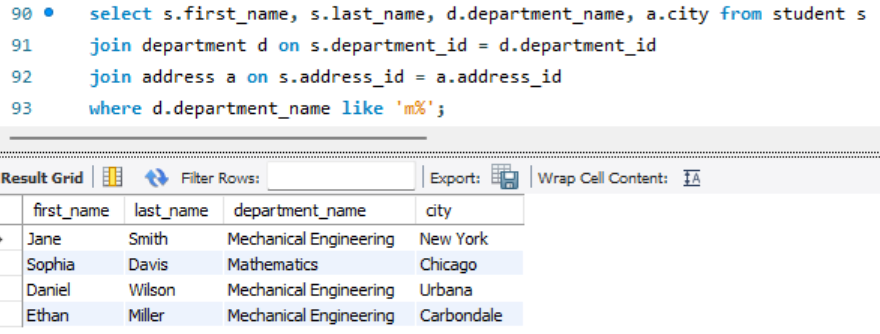 90 select s.first_name, s.last_name, d.department_name, a.city from student s
91 join department d on s.department_id = d.department_id
92 join address a on s.address_id = a.address_id
93 where d.department_name like 'm%';
Result Grid Filter Rows: Export: Wrap Cell Content: IA
first_name last_name department_name city
Jane Smith Mechanical Engineering New York
Sophia Davis Mathematics Chicago
Daniel Wilson Mechanical Engineering Urbana
Ethan Miller Mechanical Engineering Carbondale